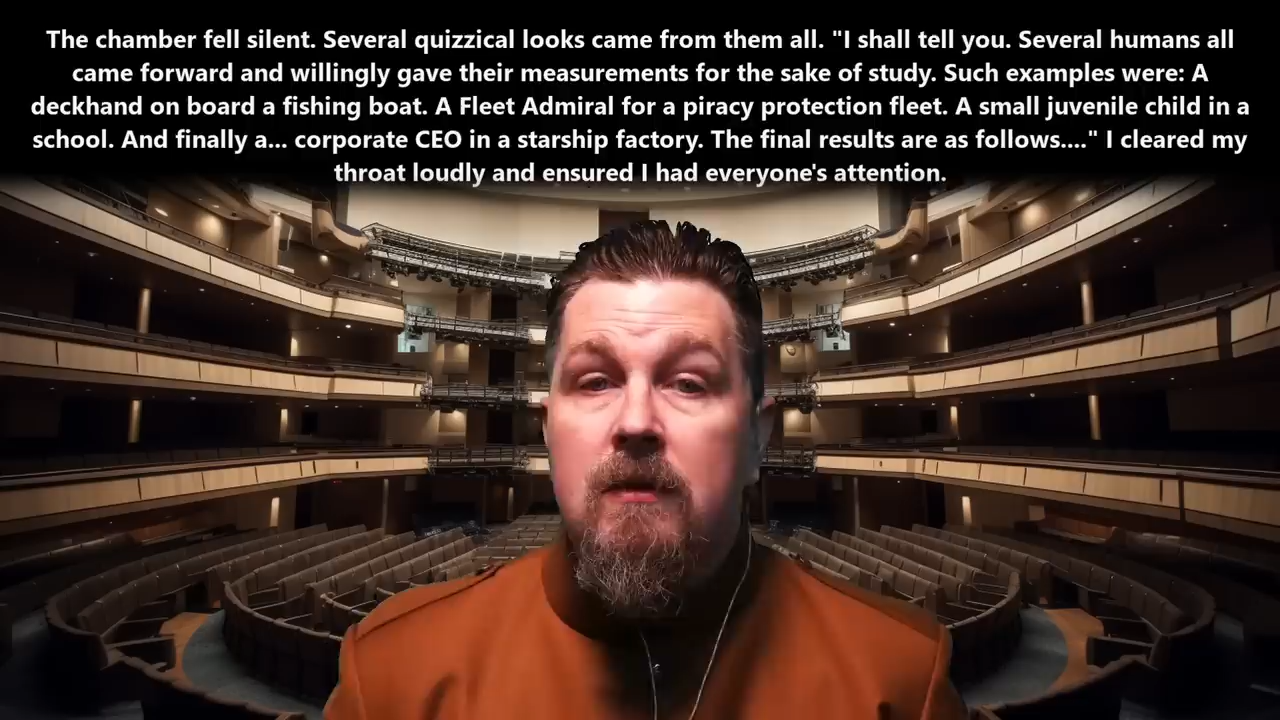 The chamber fell silent. Several quizzical looks came from them all. "I shall tell you. Several humans all
came forward and willingly gave their measurements for the sake of study. Such examples were: A
deckhand on board a fishing boat. A Fleet Admiral for a piracy protection fleet. A small juvenile child in a
school. And finally a... corporate CEO in a starship factory. The final results are as follows...." I cleared my
throat loudly and ensured I had everyone's attention.